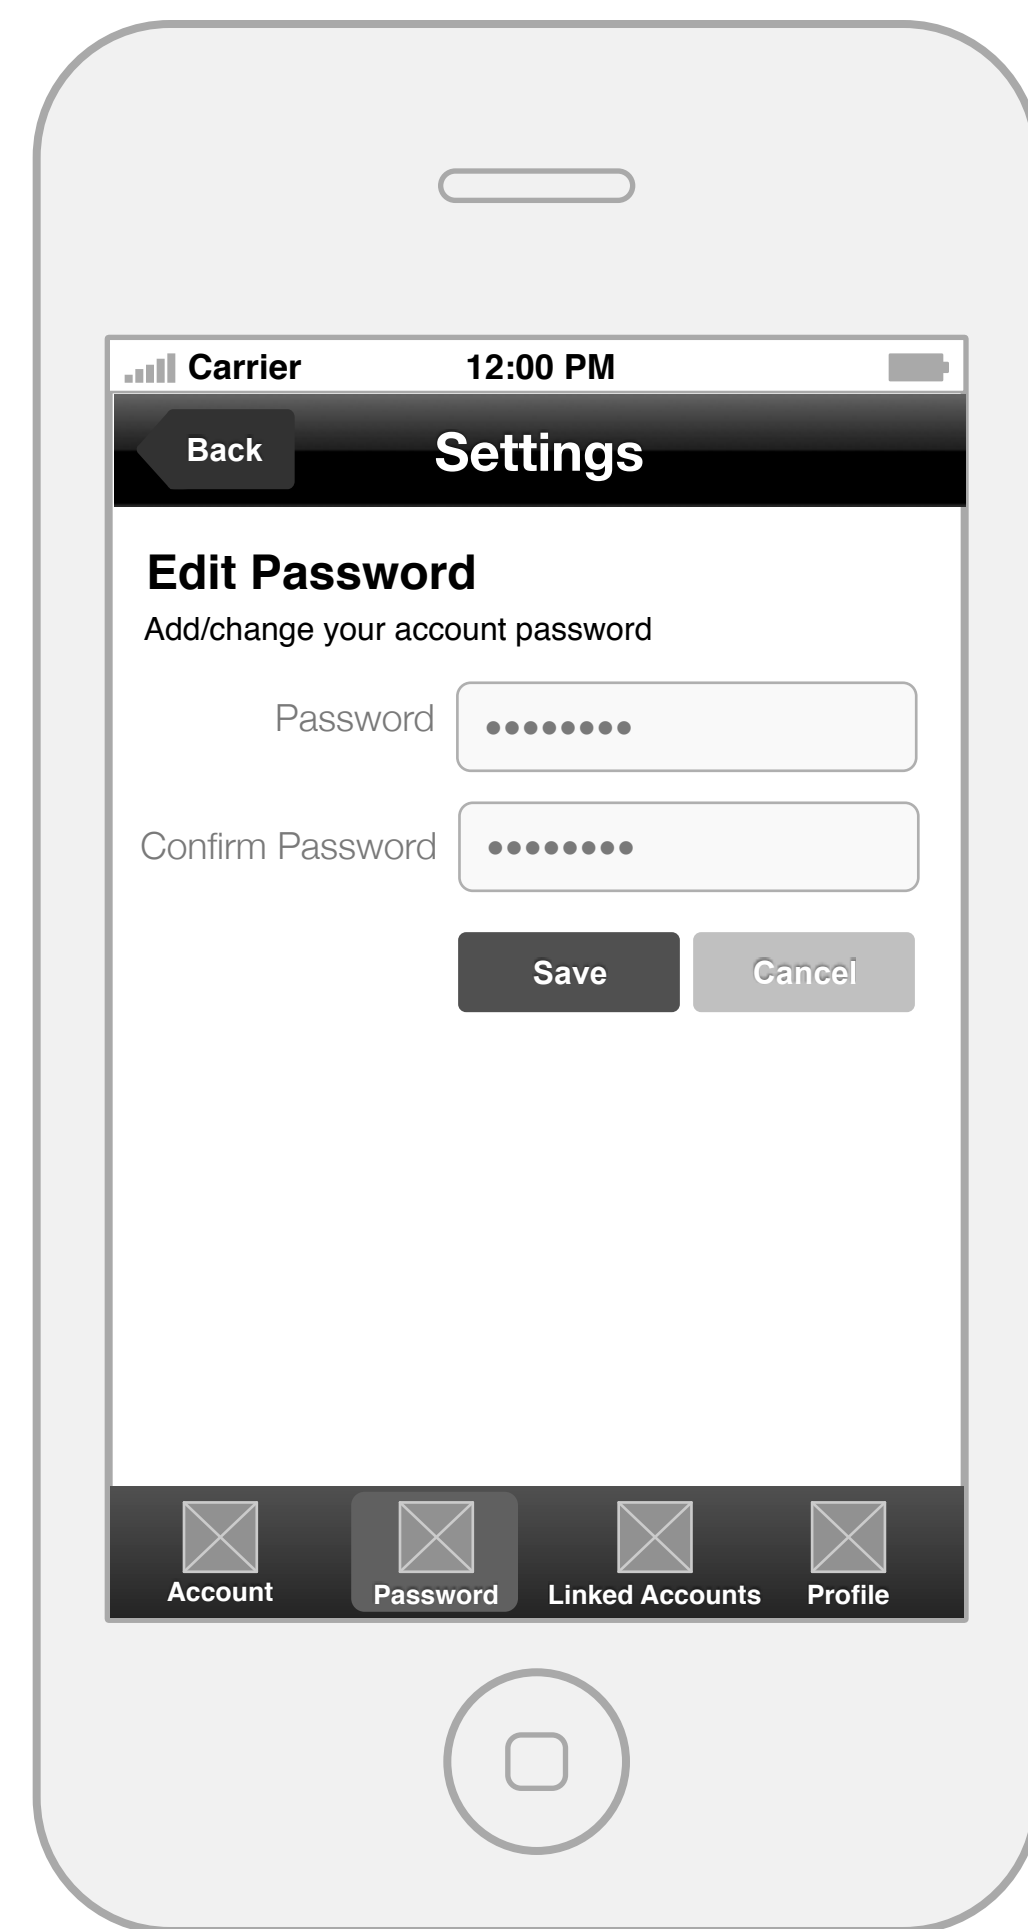 Carrier 12:00 PM
Back Settings
Edit Password
Add/change your account password
Password ••••••••
Confirm Password ••••••••
Save Cancel
Account Password Linked Accounts Profile